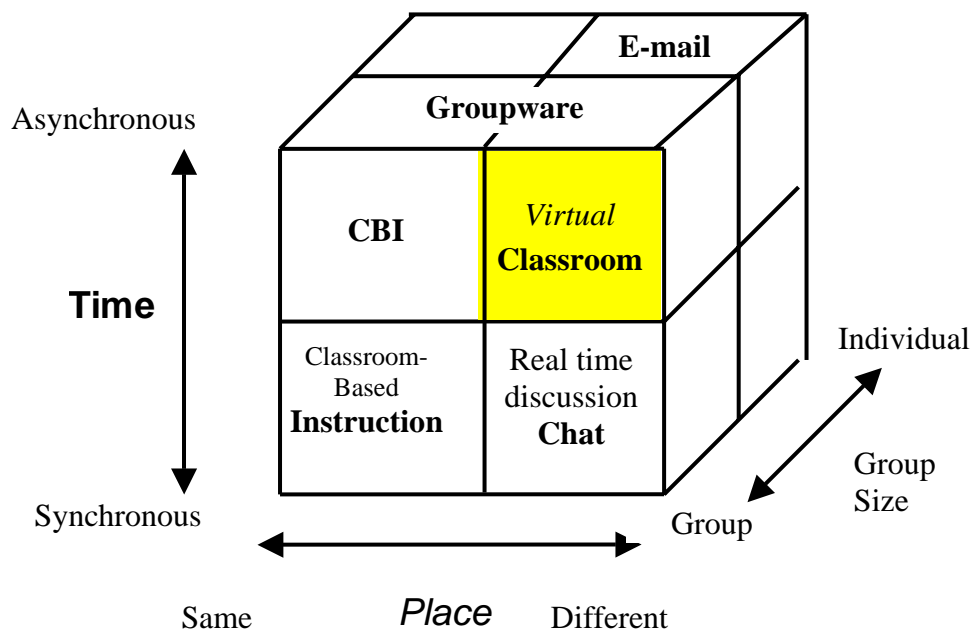 E-mail
Groupware
Asynchronous
CBI
Virtual
Classroom
Time
Classroom-
Based
Instruction
Real time
discussion
Chat
Individual
Group
Size
Synchronous
Group
Same
Place
Different